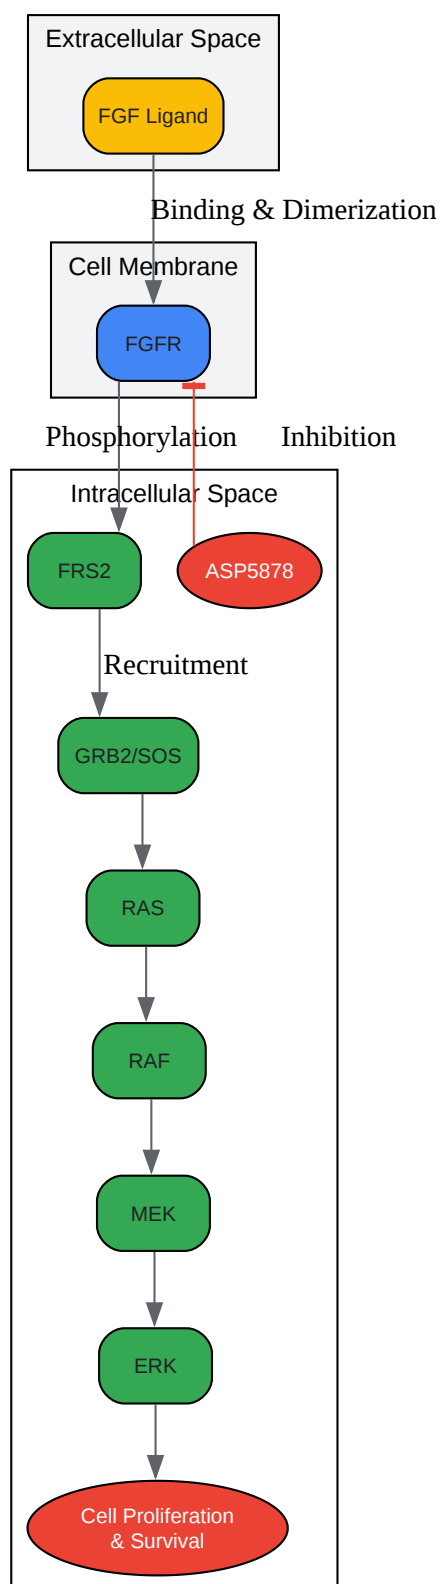 Extracellular Space
FGF Ligand
Binding & Dimerization
Cell Membrane
FGFR
Phosphorylation
Inhibition
Intracellular Space
FRS2
ASP5878
Recruitment
GRB2/SOS
RAS
RAF
MEK
ERK
Cell Proliferation
& Survival